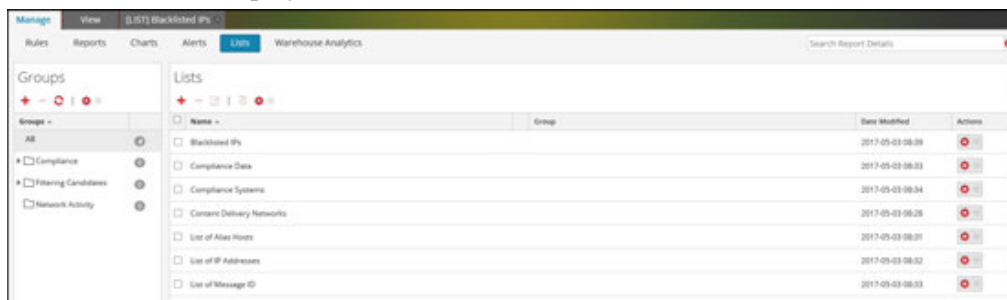 Manage View [LIST] Blacklisted IPs
Rules Reports Charts Alerts Lists Warehouse Analytics Search Report Details
Groups
Lists
Groups
Name Group Date Modified Actions
All
Blacklisted IPs 2017-05-03 08:09
Compliance
Compliance Data 2017-05-03 08:33
Filtering Candidates
Compliance Systems 2017-05-03 08:34
Network Activity
Content Delivery Networks 2017-05-03 08:28
List of Alias Hosts 2017-05-03 08:31
List of IP Addresses 2017-05-03 08:32
List of Message ID 2017-05-03 08:33